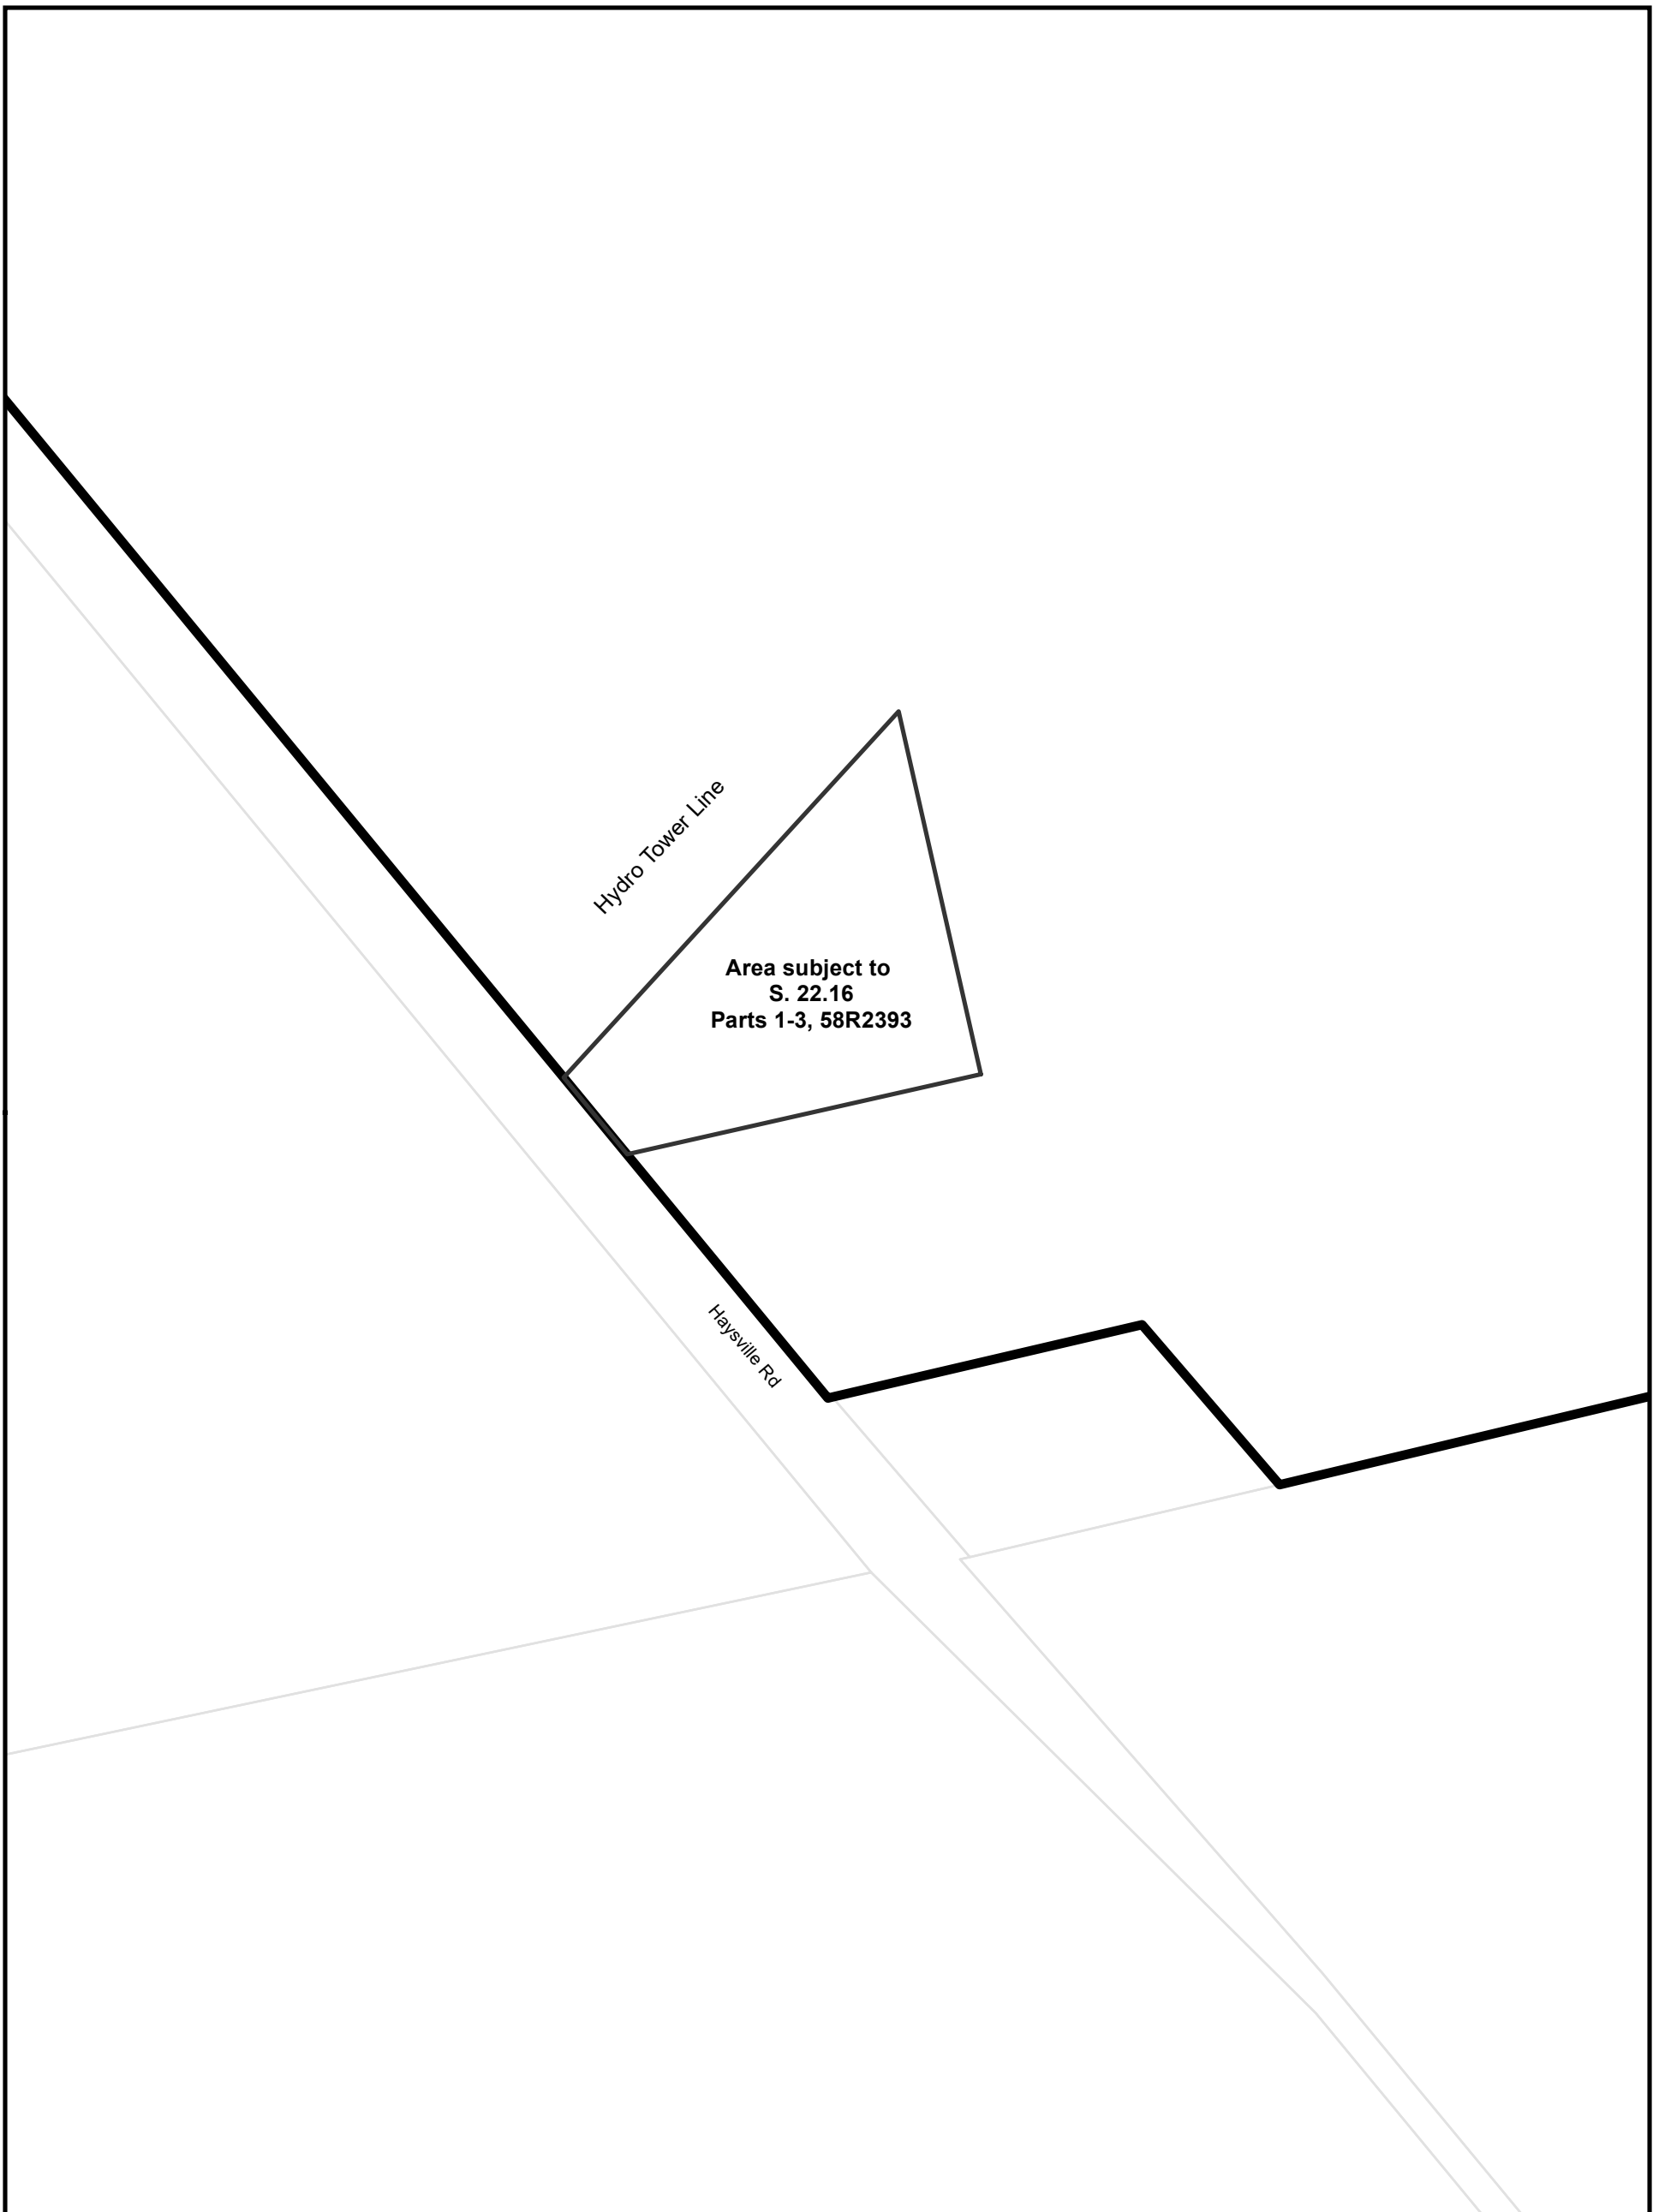 Hydro Tower Line
Area subject to
S. 22.16
Parts 1-3, 58R2393
Haysville Rd